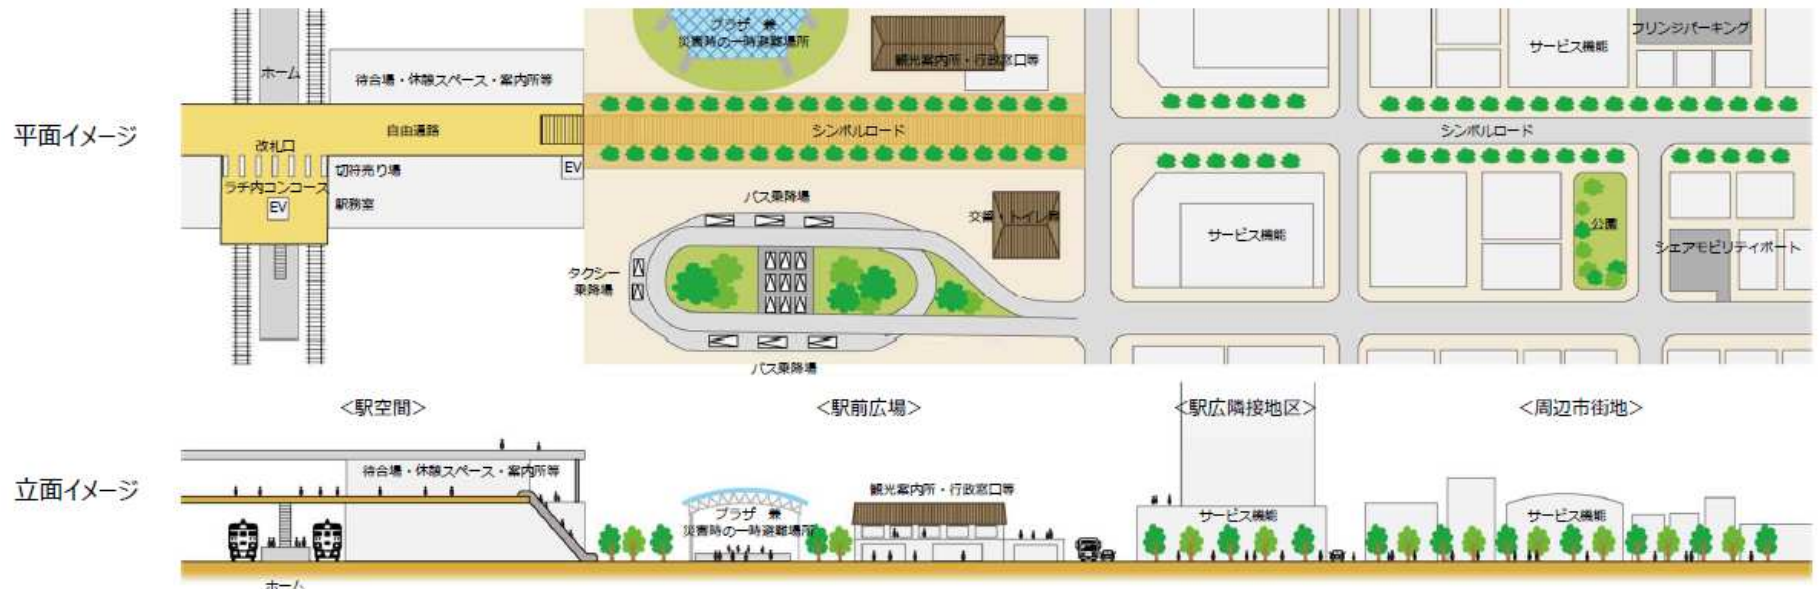 平面イメージ
ホーム
待合場・休憩スペース・案内所等
自由通路
改札口
切符売り場
ラチ内コンコース
EV
駅務室
EV
プラザ 兼
災害時の一時避難場所
観光案内所・行政窓口等
シンボルロード
バス乗降場
交番・トイレ等
タクシー
乗降場
バス乗降場
サービス機能
フリンジパーキング
シンボルロード
サービス機能
公園
シェアモビリティポート
<駅空間>
<駅前広場>
<駅広隣接地区>
<周辺市街地>
立面イメージ
待合場・休憩スペース・案内所等
プラザ 兼
災害時の一時避難場所
観光案内所・行政窓口等
サービス機能
サービス機能
ホーム